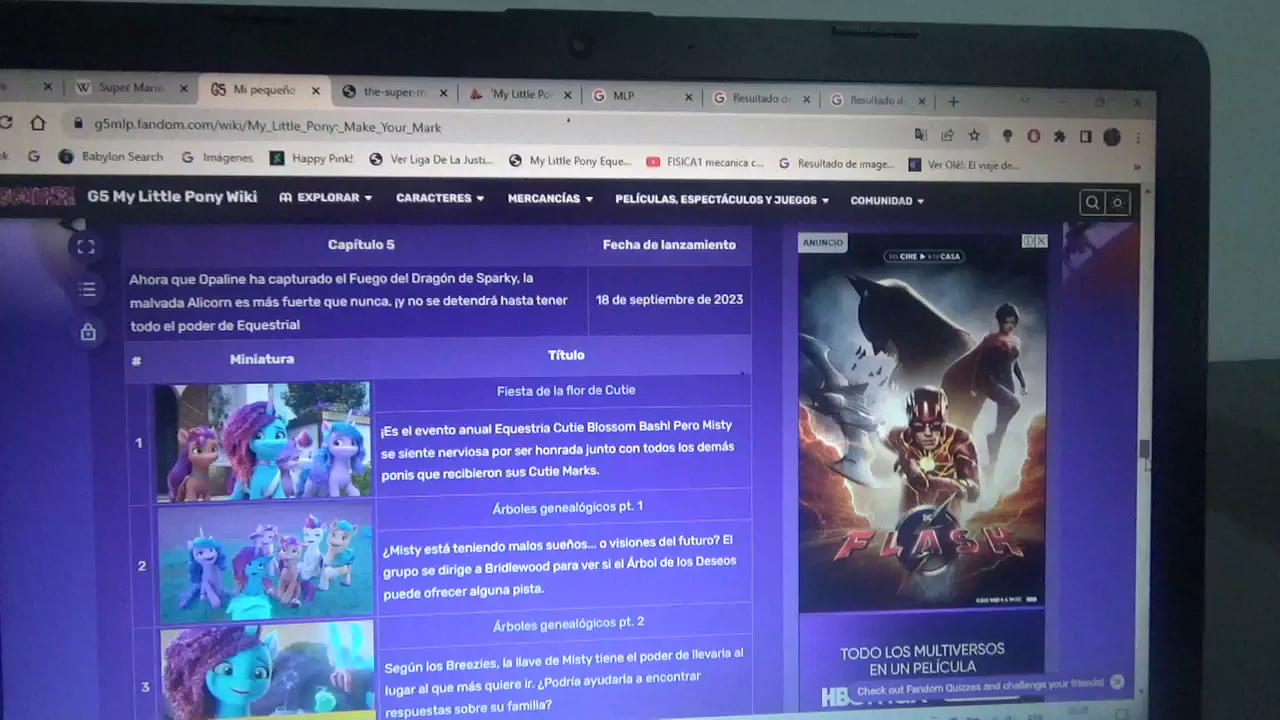 Super Mario
G5 Mi pequeño
the-super-m
'My Little Po
MLP
Resultado d
Resultado d
g5mlp.fandom.com/wiki/My_Little_Pony:_Make_Your_Mark
Babylon Search
Imágenes
Happy Pink!
Ver Liga De La Justi...
My Little Pony Eque...
FISICA1 mecanica c...
Resultado de image...
Ver Olé!: El viaje de...
G5 My Little Pony Wiki
EXPLORAR
CARACTERES
MERCANCÍAS
PELÍCULAS, ESPECTÁCULOS Y JUEGOS
COMUNIDAD
Capítulo 5
Fecha de lanzamiento
Ahora que Opaline ha capturado el Fuego del Dragón de Sparky, la
malvada Alicorn es más fuerte que nunca. ¡y no se detendrá hasta tener
todo el poder de Equestria!
18 de septiembre de 2023
#
Miniatura
Título
1
Fiesta de la flor de Cutie
¡Es el evento anual Equestria Cutie Blossom Bash! Pero Misty
se siente nerviosa por ser honrada junto con todos los demás
ponis que recibieron sus Cutie Marks.
2
Árboles genealógicos pt. 1
¿Misty está teniendo malos sueños... o visiones del futuro? El
grupo se dirige a Bridlewood para ver si el Árbol de los Deseos
puede ofrecer alguna pista.
3
Árboles genealógicos pt. 2
Según los Breezies, la llave de Misty tiene el poder de llevarla al
lugar al que más quiere ir. ¿Podría ayudarla a encontrar
respuestas sobre su familia?
ANUNCIO
DEL CINE A TU CASA
DC
FLASH
TODO LOS MULTIVERSOS
EN UN PELÍCULA
HB
Check out Fandom Quizzes and challenge your friends!